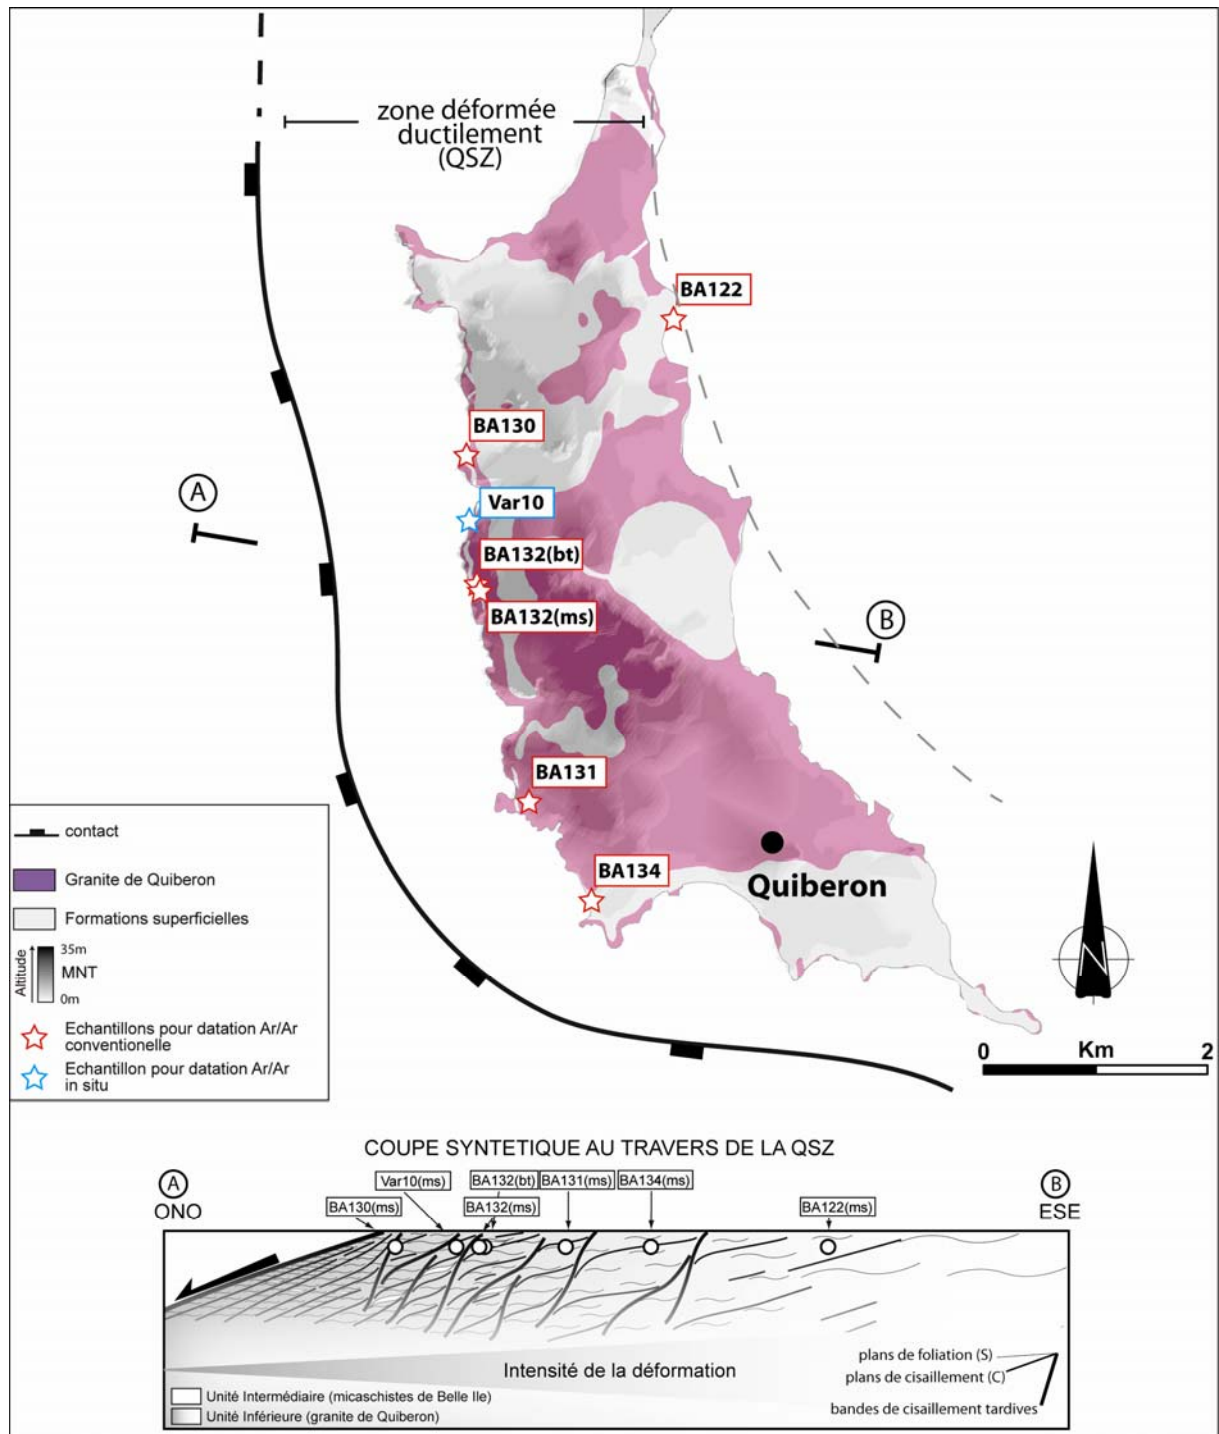 zone déformée
ductilement
(QSZ)
BA122
BA130
A
Var10
BA132(bt)
BA132(ms)
B
BA131
BA134
Quiberon
contact
Granite de Quiberon
Formations superficielles
Altitude
35m
MNT
0m
Echantillons pour datation Ar/Ar
conventionelle
Echantillon pour datation Ar/Ar
in situ
N
0 Km 2
COUPE SYNTETIQUE AU TRAVERS DE LA QSZ
A
ONO
BA130(ms)
Var10(ms)
BA132(bt)
BA132(ms)
BA131(ms)
BA134(ms)
BA122(ms)
B
ESE
Intensité de la déformation
plans de foliation (S)
plans de cisaillement (C)
bandes de cisaillement tardives
Unité Intermédiaire (micaschistes de Belle Ile)
Unité Inférieure (granite de Quiberon)